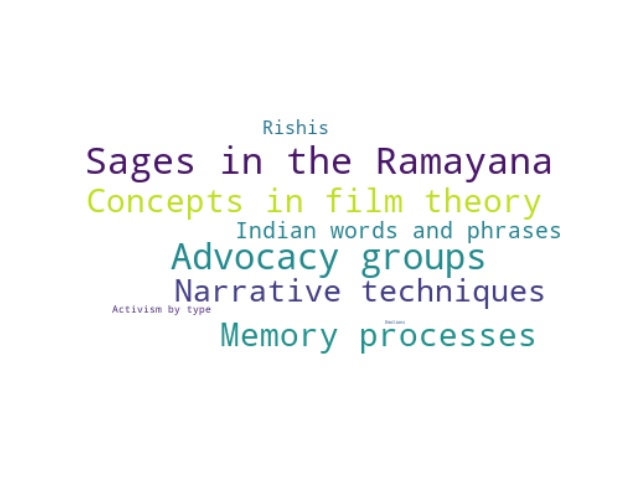 Rishis
Sages in the Ramayana
Concepts in film theory
Indian words and phrases
Advocacy groups
Narrative techniques
Activism by type
Memory processes